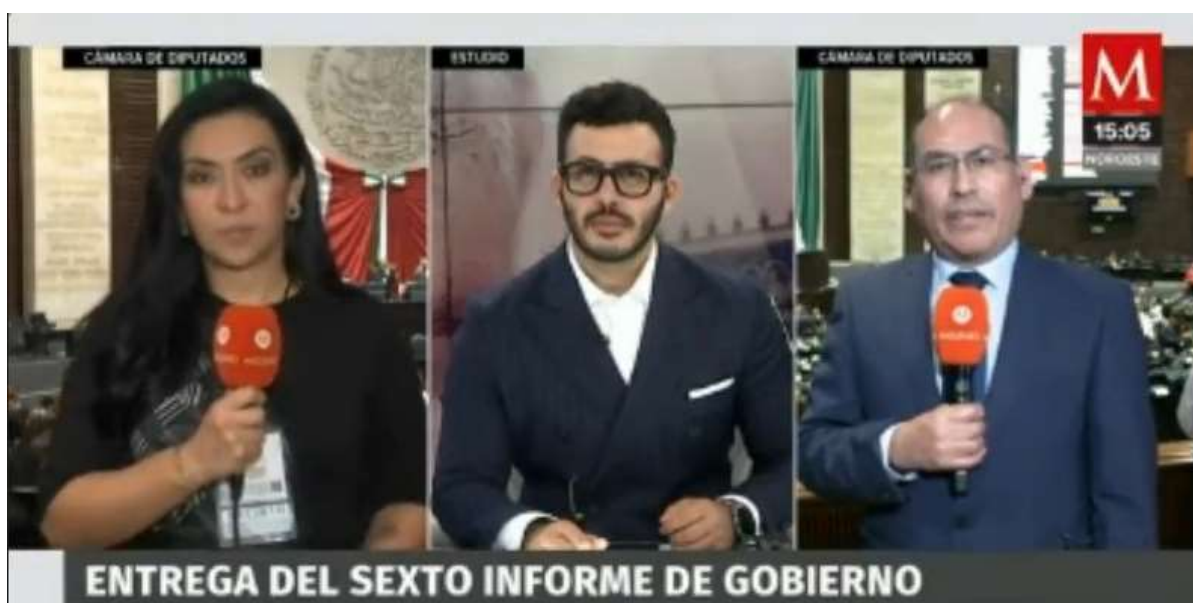 CÁMARA DE DIPUTADOS
ESTUDIO
CÁMARA DE DIPUTADOS
M
15:05
NOROESTE
ENTREGA DEL SEXTO INFORME DE GOBIERNO